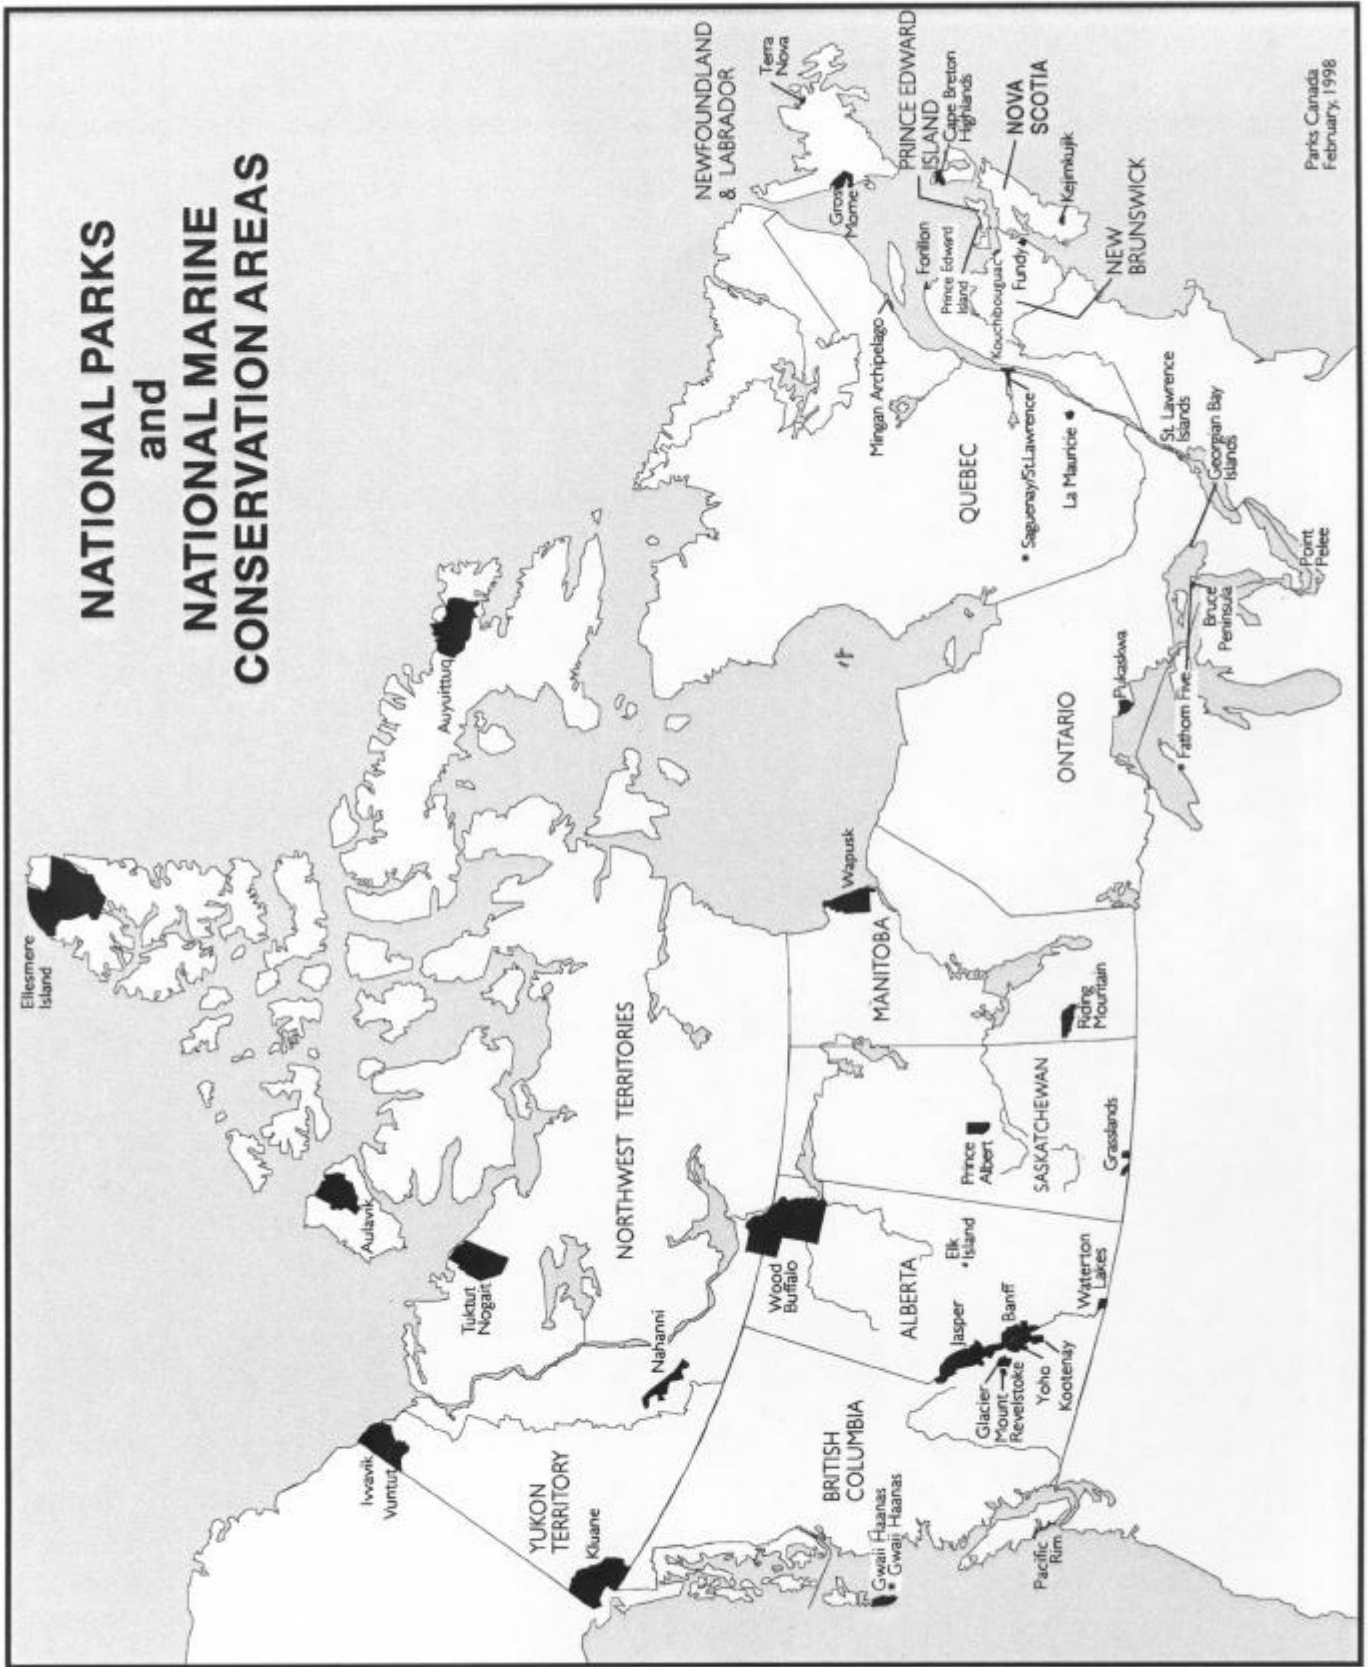 NATIONAL PARKS
and
NATIONAL MARINE
CONSERVATION AREAS
Ellesmere
Island
Aulavik
Auyuittuq
Tuktut
Nogait
Ivvavik
Vuntut
YUKON
TERRITORY
Kluane
Nahanni
NORTHWEST TERRITORIES
Wood
Buffalo
Wapusk
BRITISH
COLUMBIA
Gwaii Haanas
* Gwaii Haanas
Pacific
Rim
Glacier
Mount
Revelstoke
Yoho
Kootenay
Jasper
Banff
Waterton
Lakes
ALBERTA
Elk
Island
Prince
Albert
SASKATCHEWAN
Grasslands
MANITOBA
Riding
Mountain
ONTARIO
Pukaskwa
* Fathom Five
Bruce
Peninsula
Point
Pelee
Georgian Bay
Islands
St. Lawrence
Islands
QUEBEC
* Saguenay/St.Lawrence
La Mauricie
Mingan Archipelago
Forillon
Prince Edward
Island
Kouchibouguac
Fundy
NEW
BRUNSWICK
Kejimkujik
NOVA
SCOTIA
PRINCE EDWARD
ISLAND
Cape Breton
Highlands
Gros
Morne
Terra
Nova
NEWFOUNDLAND
& LABRADOR
Parks Canada
February, 1998